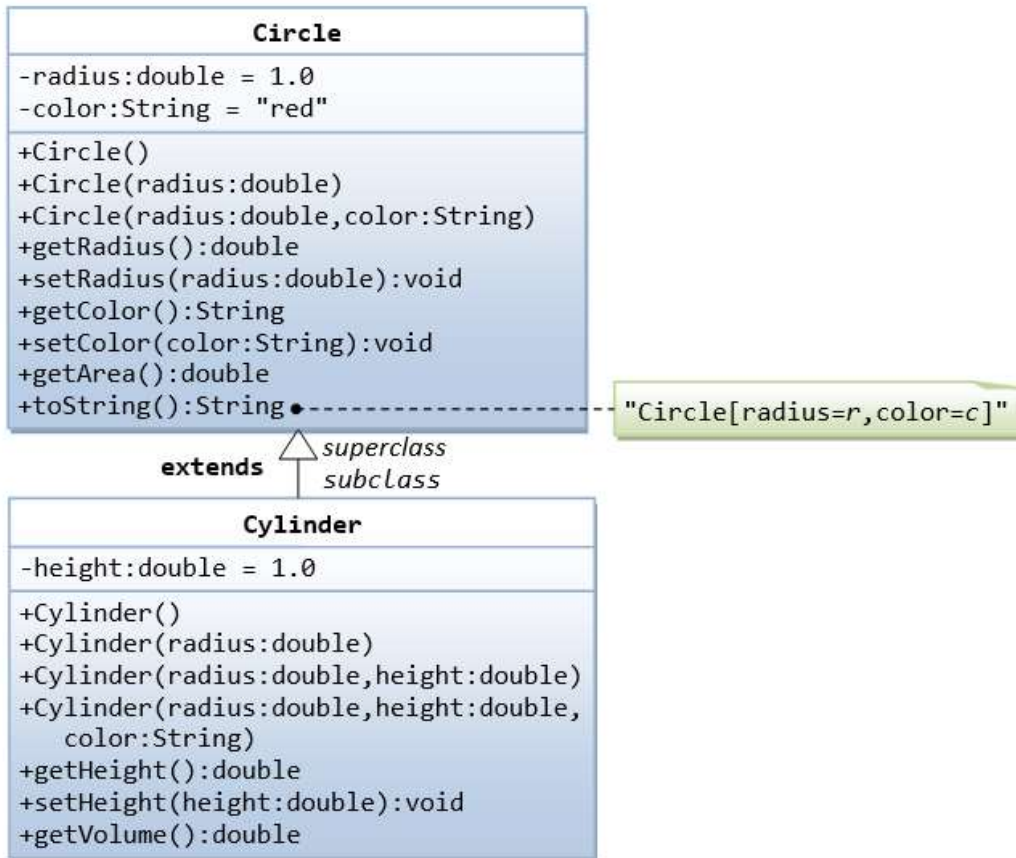 Circle
-radius:double = 1.0
-color:String = "red"
+Circle()
+Circle(radius:double)
+Circle(radius:double,color:String)
+getRadius():double
+setRadius(radius:double):void
+getColor():String
+setColor(color:String):void
+getArea():double
+toString():String
"Circle[radius=r,color=c]"
superclass
extends
subclass
Cylinder
-height:double = 1.0
+Cylinder()
+Cylinder(radius:double)
+Cylinder(radius:double,height:double)
+Cylinder(radius:double,height:double,
color:String)
+getHeight():double
+setHeight(height:double):void
+getVolume():double